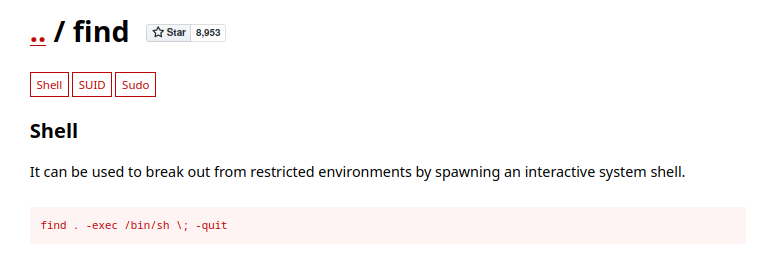 .. / find Star 8,953
Shell SUID Sudo
Shell
It can be used to break out from restricted environments by spawning an interactive system shell.
find . -exec /bin/sh \; -quit